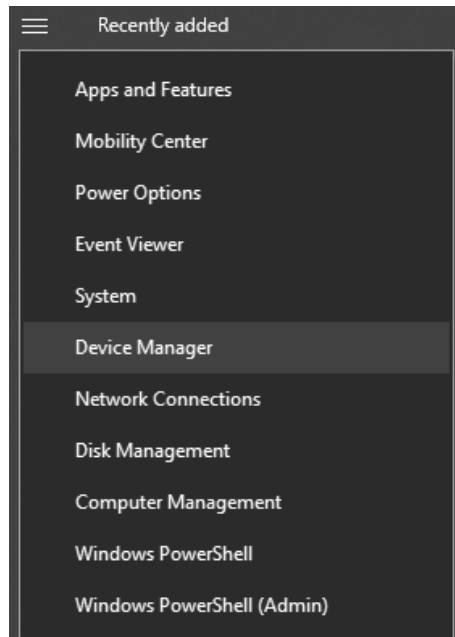 Recently added
Apps and Features
Mobility Center
Power Options
Event Viewer
System
Device Manager
Network Connections
Disk Management
Computer Management
Windows PowerShell
Windows PowerShell (Admin)